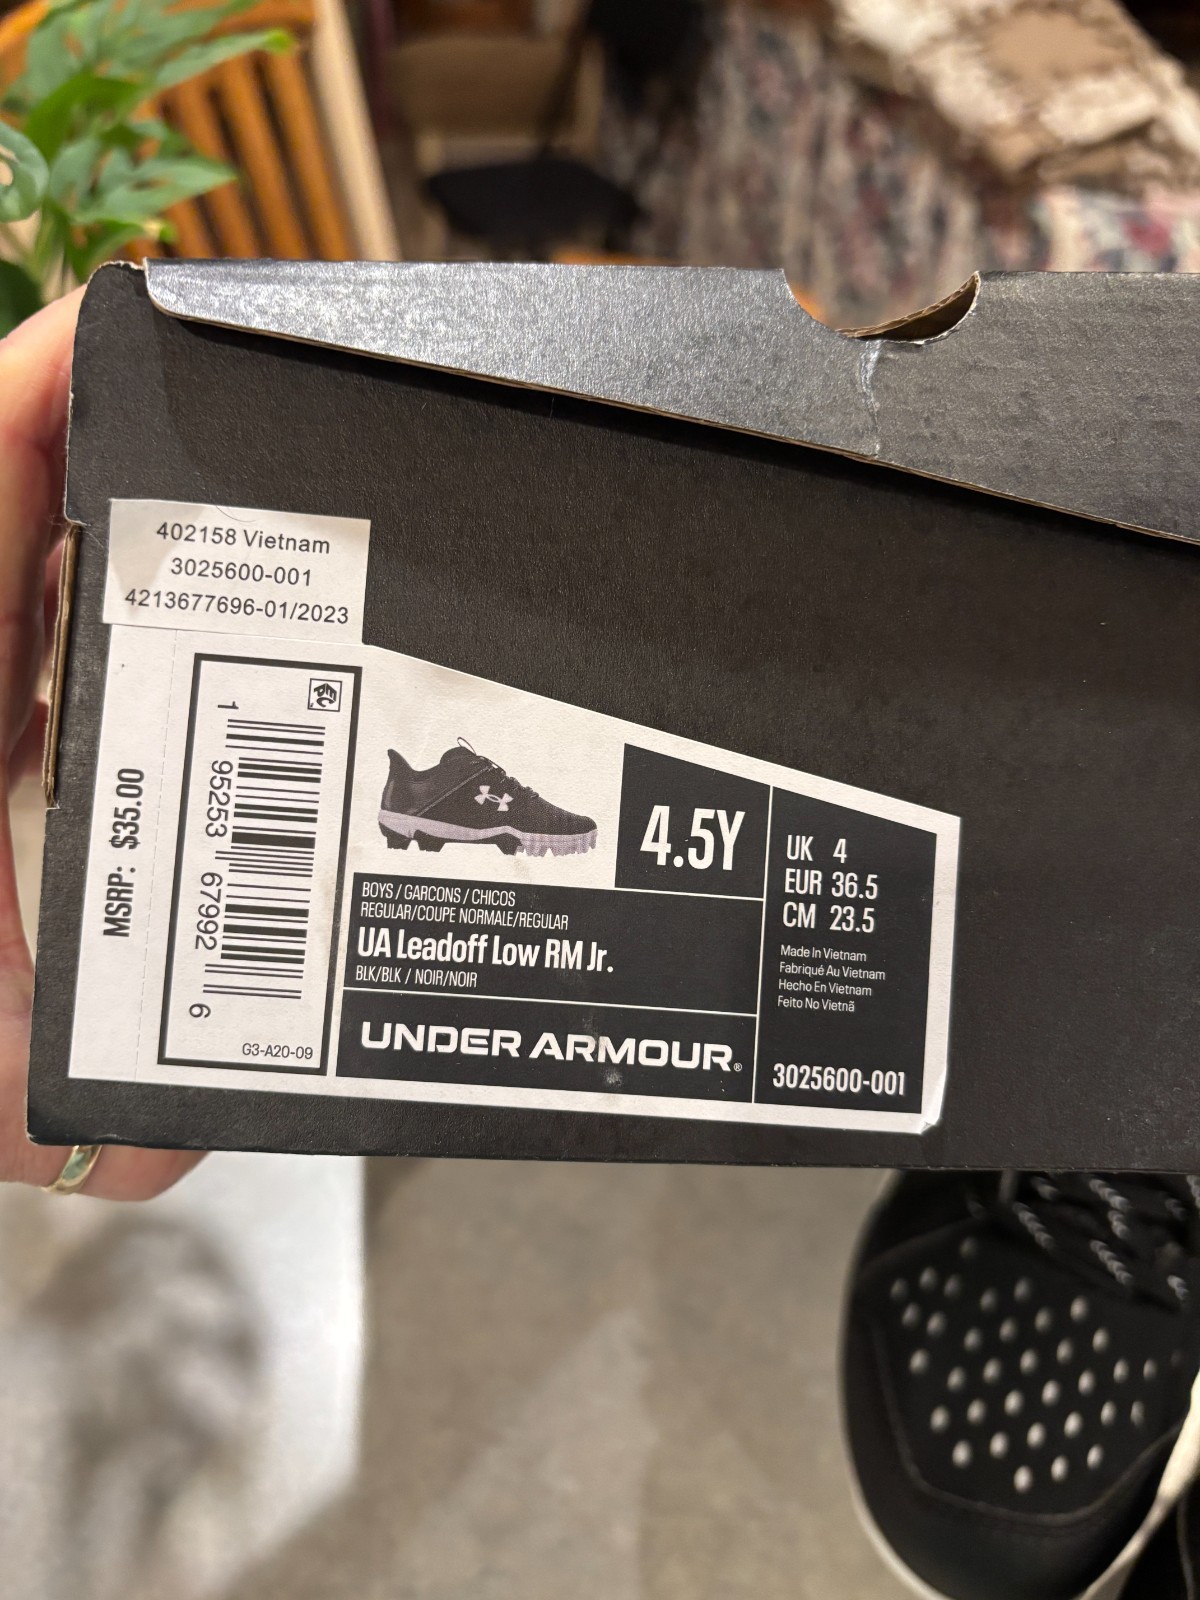 402158 Vietnam
3025600-001
4213677696-01/2023
MSRP: $35.00
1 95253 67992 6
G3-A20-09
4.5Y
UK 4
EUR 36.5
CM 23.5
Made In Vietnam
Fabriqué Au Vietnam
Hecho En Vietnam
Feito No Vietnã
3025600-001
BOYS / GARCONS / CHICOS
REGULAR/COUPE NORMALE/REGULAR
UA Leadoff Low RM Jr.
BLK/BLK / NOIR/NOIR
UNDER ARMOUR®